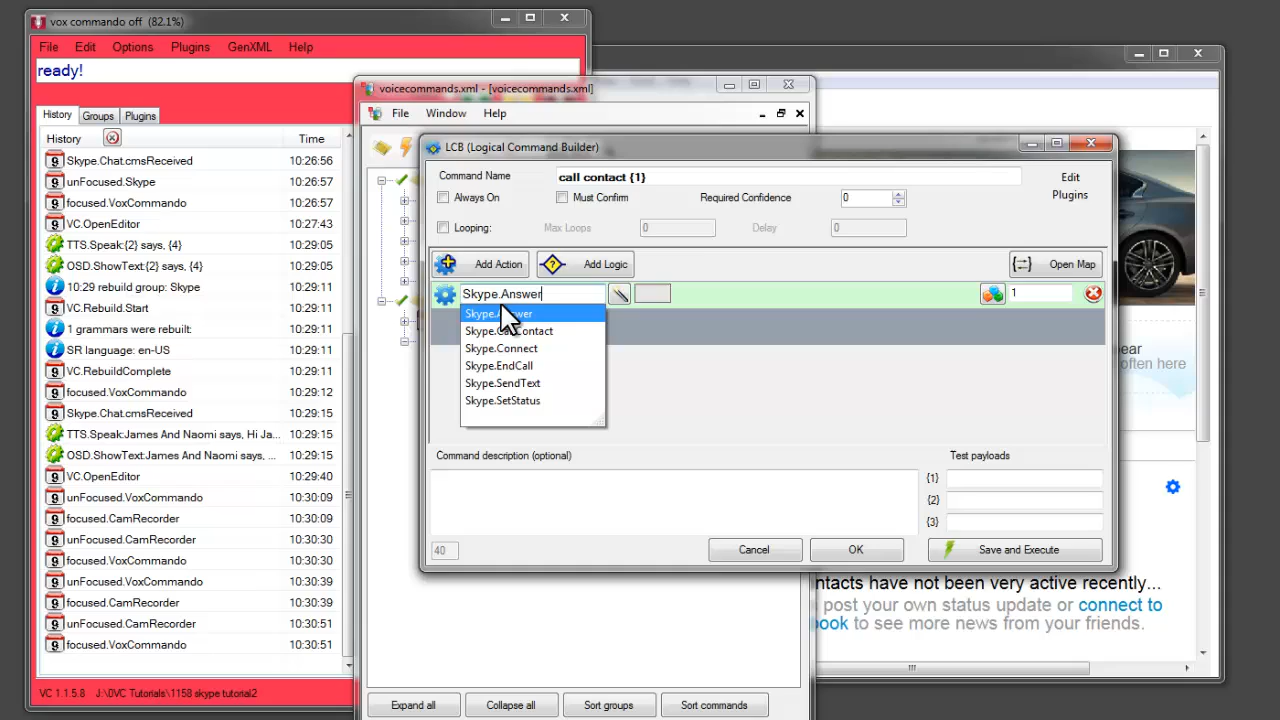 vox commando off (82.1%)
File Edit Options Plugins GenXML Help
ready!
History Groups Plugins
History Time
Skype.Chat.cmsReceived 10:26:56
unFocused.Skype 10:26:57
focused.VoxCommando 10:26:57
VC.OpenEditor 10:27:43
TTS.Speak:{2} says, {4} 10:29:05
OSD.ShowText:{2} says, {4} 10:29:05
10:29 rebuild group: Skype 10:29:11
VC.Rebuild.Start 10:29:11
1 grammars were rebuilt: 10:29:11
SR language: en-US 10:29:11
VC.RebuildComplete 10:29:11
focused.VoxCommando 10:29:12
Skype.Chat.cmsReceived 10:29:15
TTS.Speak:James And Naomi says, Hi Ja... 10:29:15
OSD.ShowText:James And Naomi says, ... 10:29:15
VC.OpenEditor 10:29:40
unFocused.VoxCommando 10:30:09
focused.CamRecorder 10:30:09
unFocused.CamRecorder 10:30:30
focused.VoxCommando 10:30:30
unFocused.VoxCommando 10:30:39
focused.CamRecorder 10:30:39
unFocused.CamRecorder 10:30:51
focused.VoxCommando 10:30:51
VC 1.1.5.8 J:\0VC Tutorials\1158 skype tutorial2
voicecommands.xml - [voicecommands.xml]
File Window Help
LCB (Logical Command Builder)
Command Name call contact {1}
Edit
Plugins
Always On Must Confirm Required Confidence 0
Looping: Max Loops 0 Delay 0
Add Action Add Logic Open Map
Skype.Answer 1
Skype.CallContact
Skype.Connect
Skype.EndCall
Skype.SendText
Skype.SetStatus
Command description (optional) Test payloads
{1}
{2}
{3}
40 Cancel OK Save and Execute
Expand all Collapse all Sort groups Sort commands
pear
often here
ontacts have not been very active recently...
post your own status update or connect to
book to see more news from your friends.